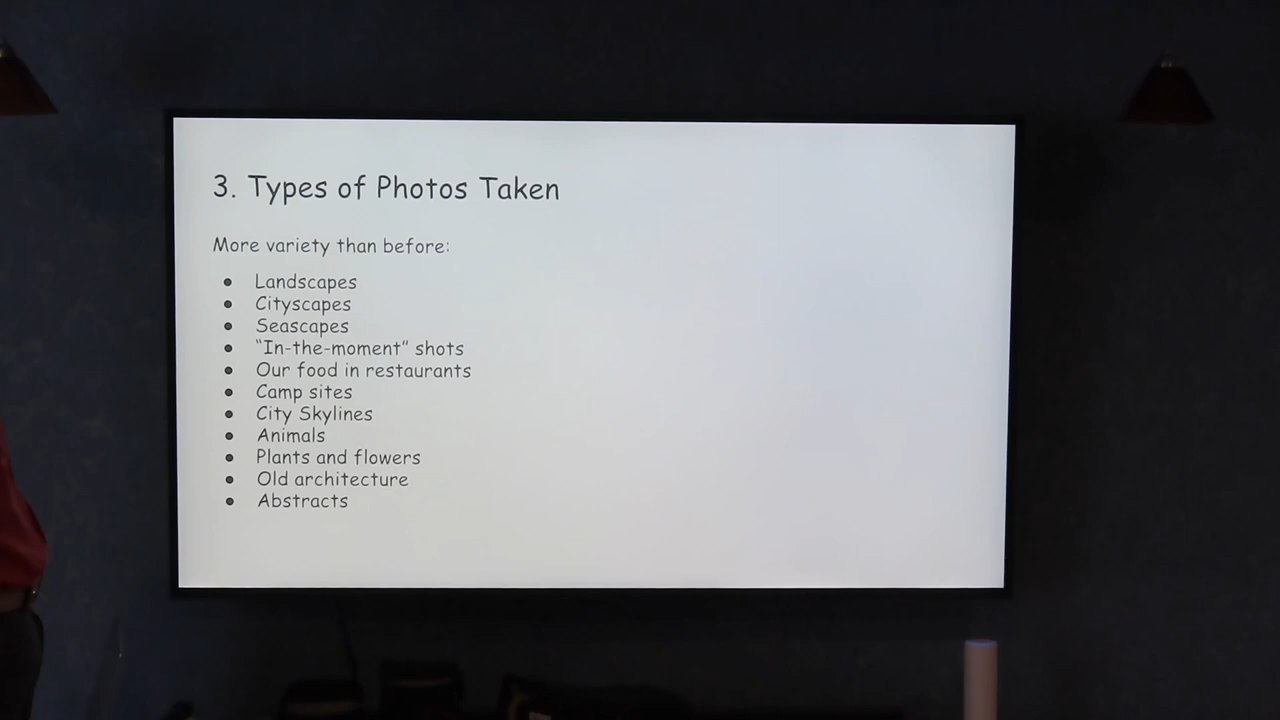 3. Types of Photos Taken
More variety than before:
● Landscapes
● Cityscapes
● Seascapes
● “In-the-moment” shots
● Our food in restaurants
● Camp sites
● City Skylines
● Animals
● Plants and flowers
● Old architecture
● Abstracts